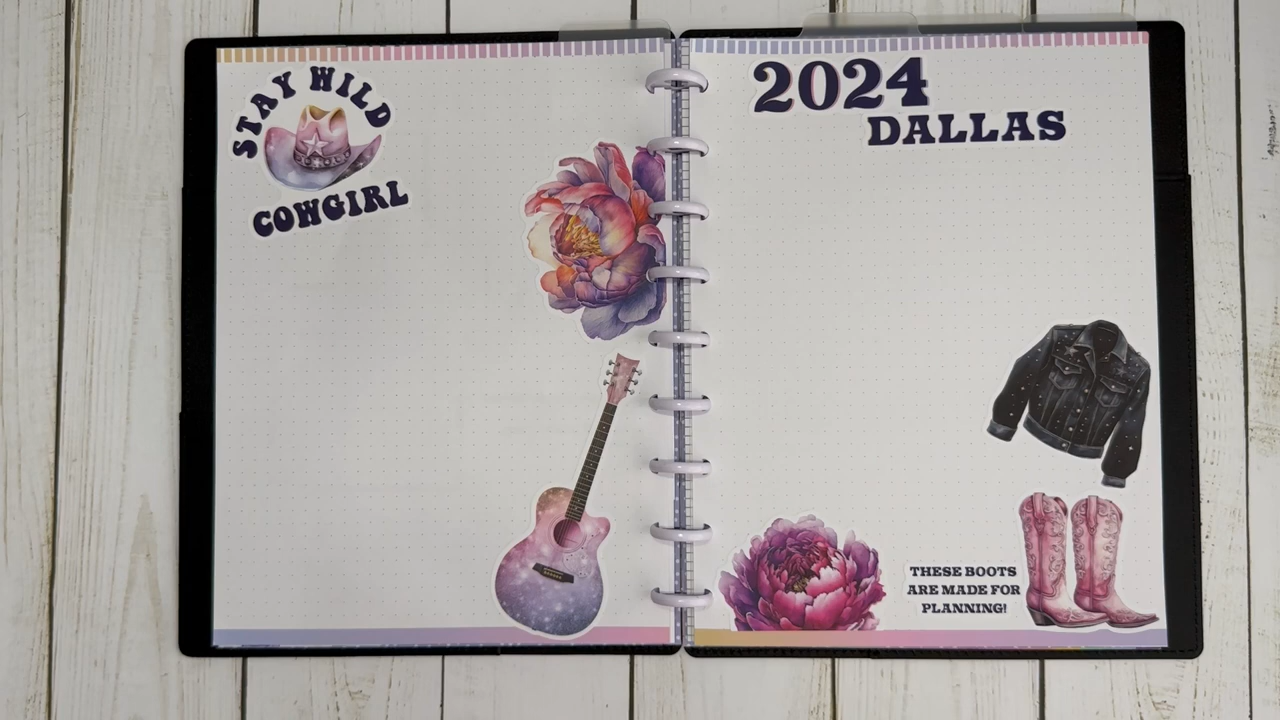 STAY WILD
COWGIRL
2024
DALLAS
THESE BOOTS
ARE MADE FOR
PLANNING!